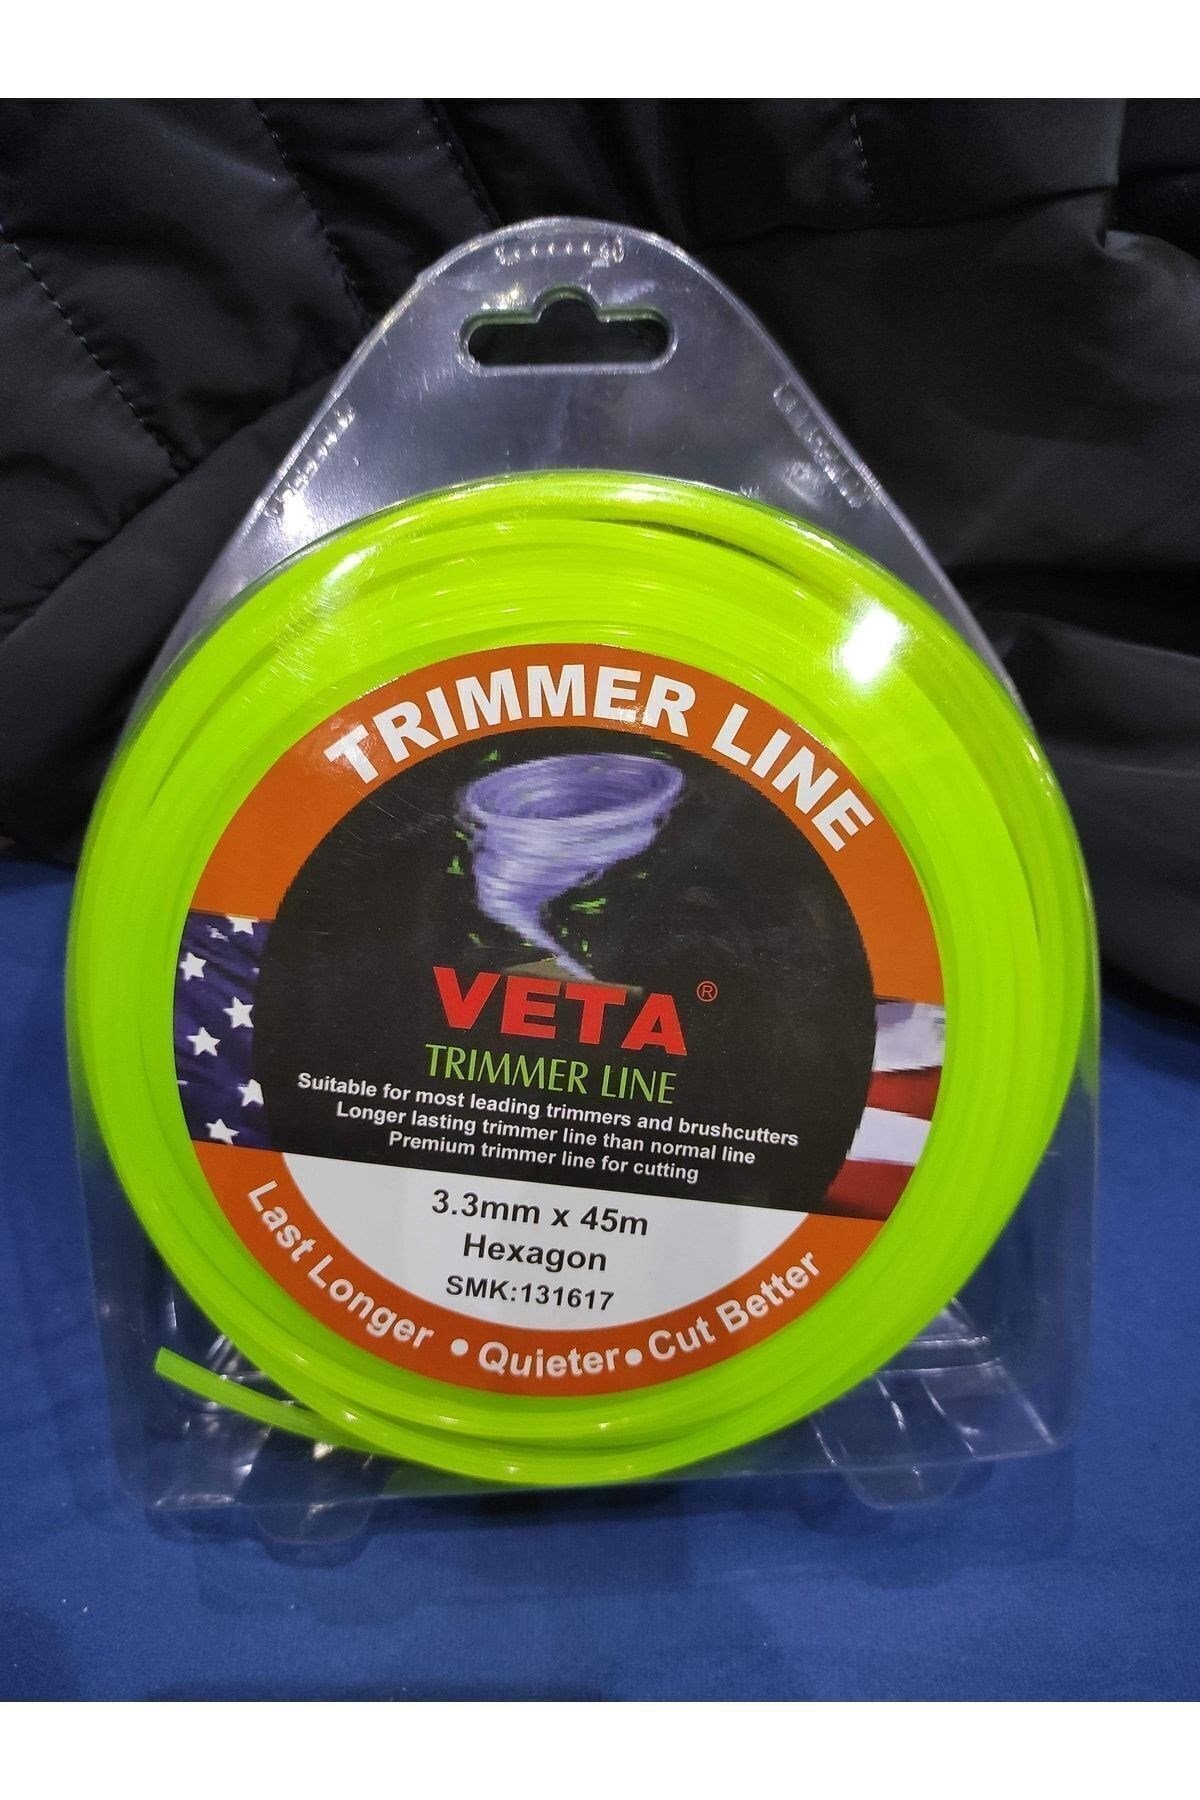 TRIMMER LINE
VETA®
TRIMMER LINE
Suitable for most leading trimmers and brushcutters
Longer lasting trimmer line than normal line
Premium trimmer line for cutting
3.3mm x 45m
Hexagon
SMK:131617
Last Longer • Quieter • Cut Better